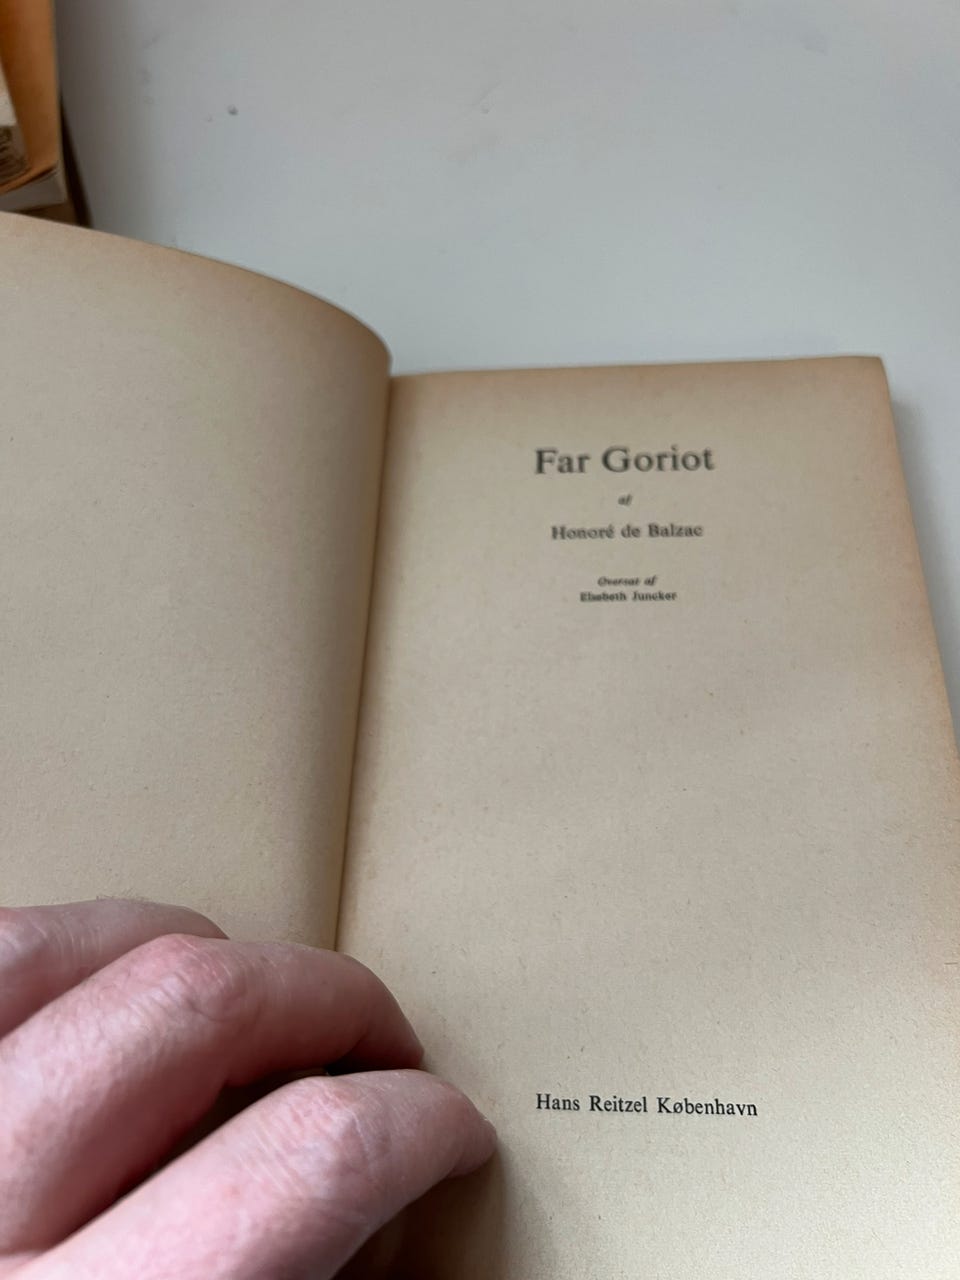 Far Goriot
af
Honoré de Balzac
Oversat af
Elsebeth Juncker
Hans Reitzel København